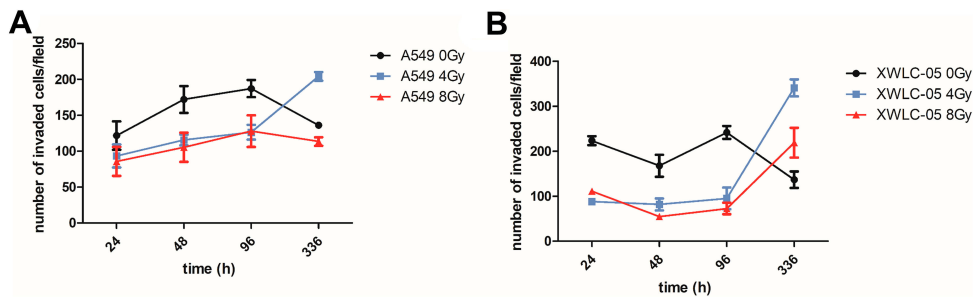 A
number of invaded cells/field
250
200
150
100
50
0
24
48
96
336
time (h)
A549 0Gy
A549 4Gy
A549 8Gy
B
number of invaded cells/field
400
300
200
100
0
24
48
96
336
time (h)
XWLC-05 0Gy
XWLC-05 4Gy
XWLC-05 8Gy